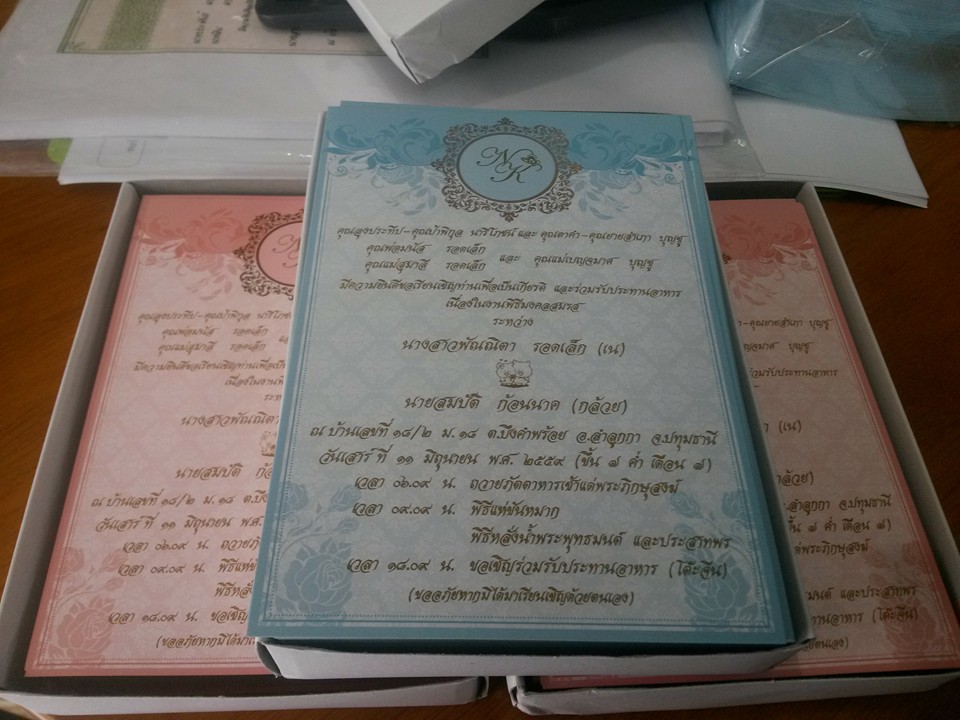 N K
คุณลุงประทีป-คุณป้าพิกุล นาริโภชน์ และ คุณตาคำ-คุณยายสำเภา บุญชู
คุณพ่อมนัส รอดเล็ก
และ คุณแม่เบญจมาศ บุญชู
คุณแม่สุมาลี รอดเล็ก
มีความยินดีขอเรียนเชิญท่านเพื่อเป็นเกียรติ และร่วมรับประทานอาหาร
เนื่องในงานพิธีมงคลสมรส
ระหว่าง
นางสาวพัณณิตา รอดเล็ก (เน)
นายสมบัติ ก้อนนาค (กล้วย)
ณ บ้านเลขที่ ๑๘/๒ ม.๑๘ ต.บึงคำพร้อย อ.ลำลูกกา จ.ปทุมธานี
วันเสาร์ ที่ ๑๑ มิถุนายน พ.ศ. ๒๕๕๙ (ขึ้น ๗ ค่ำ เดือน ๗)
เวลา ๐๖.๐๙ น. ถวายภัตตาหารเช้าแด่พระภิกษุสงฆ์
เวลา ๐๙.๐๙ น. พิธีแห่ขันหมาก
พิธีหลั่งน้ำพระพุทธมนต์ และประสาทพร
เวลา ๑๘.๐๙ น. ขอเชิญร่วมรับประทานอาหาร (โต๊ะจีน)
(ขออภัยหากมิได้มาเรียนเชิญด้วยตนเอง)